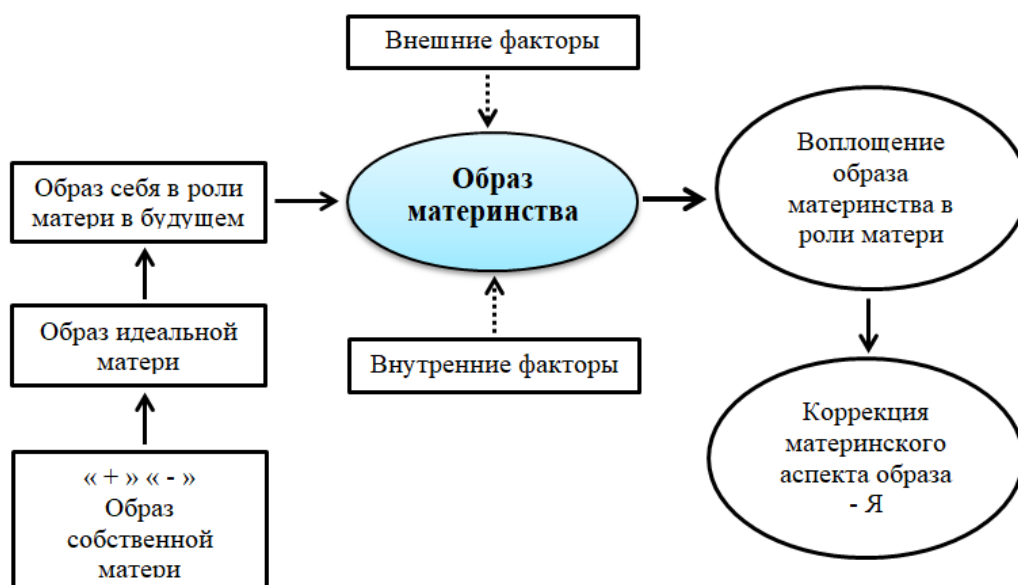 Внешние факторы
Образ себя в роли
матери в будущем
Образ
материнства
Воплощение
образа
материнства в
роли матери
Образ идеальной
матери
Внутренние факторы
« + » « - »
Образ
собственной
матери
Коррекция
материнского
аспекта образа
- Я